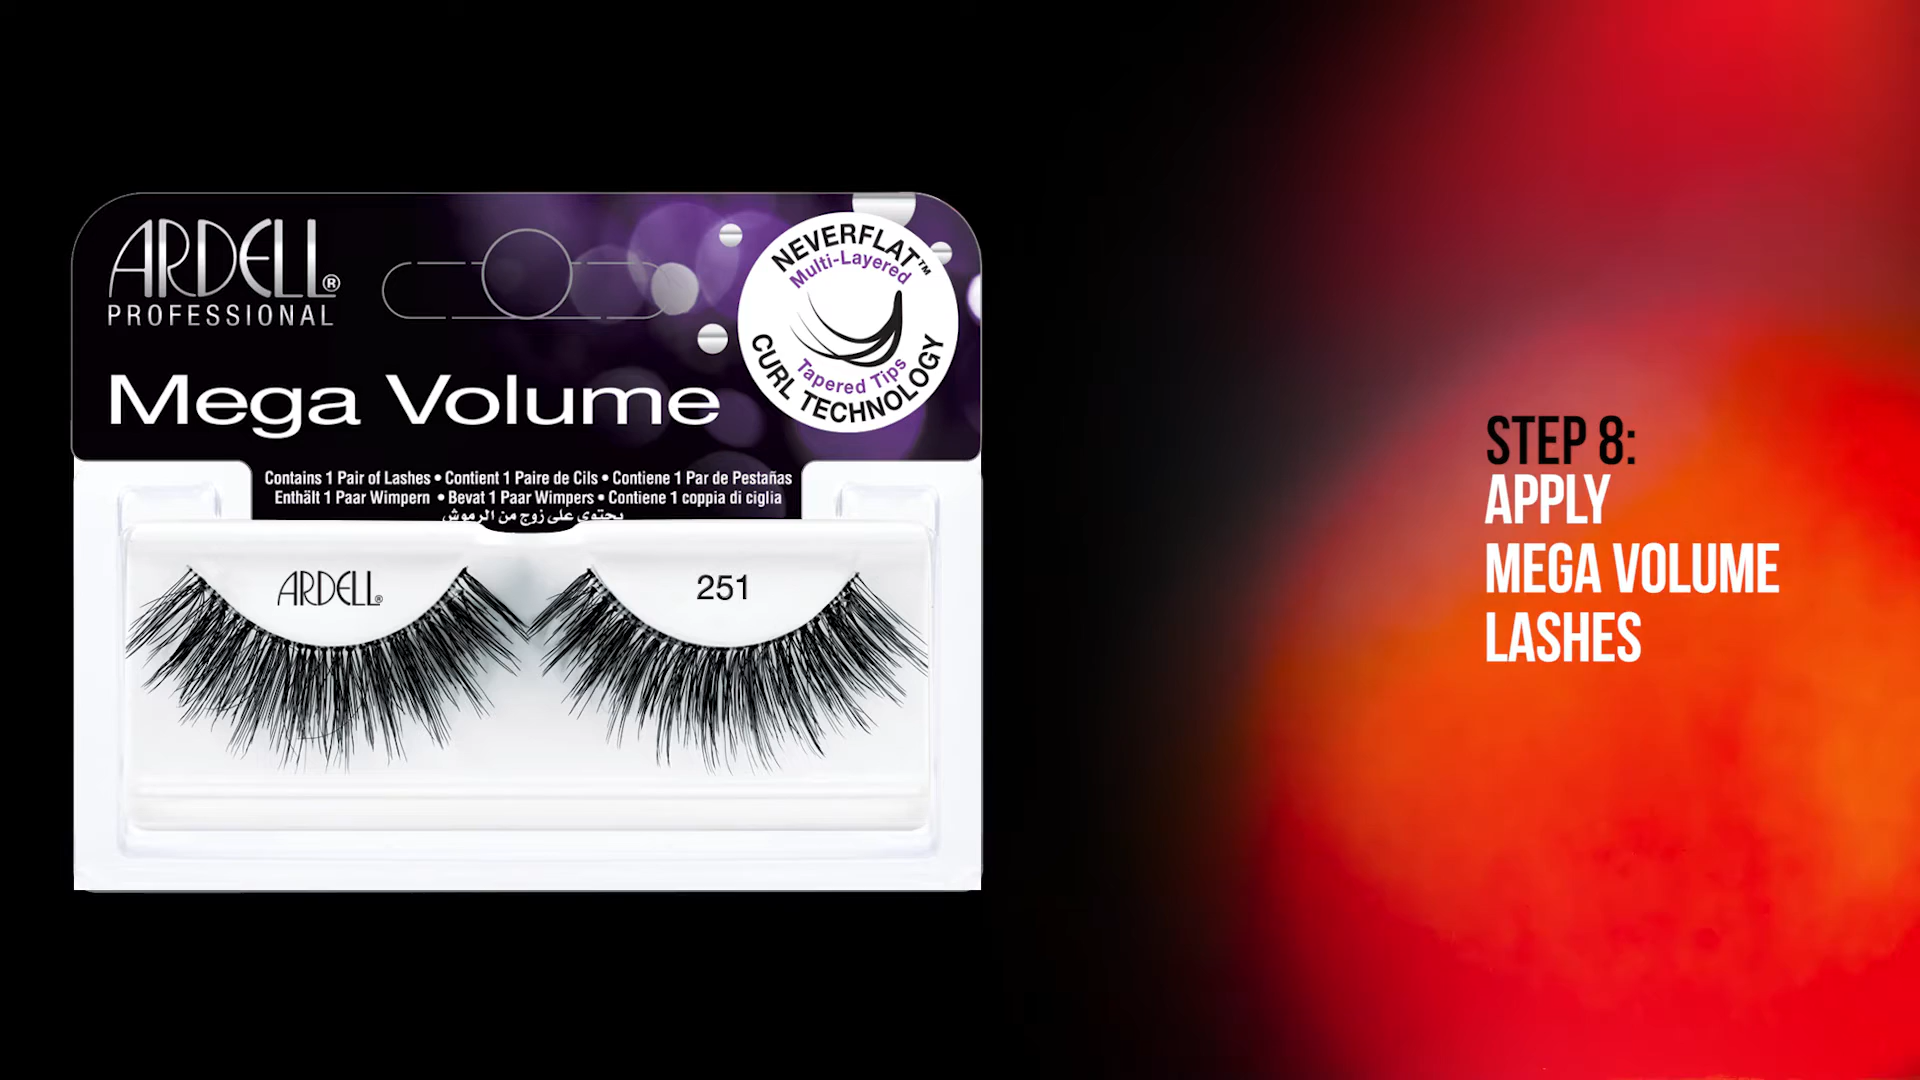 ARDELL®
PROFESSIONAL
Mega Volume
NEVERFLAT™
Multi-Layered
Tapered Tips
CURL TECHNOLOGY
Contains 1 Pair of Lashes • Contient 1 Paire de Cils • Contiene 1 Par de Pestañas
Enthält 1 Paar Wimpern • Bevat 1 Paar Wimpers • Contiene 1 coppia di ciglia
يحتوي على زوج من الرموش
ARDELL®
251
STEP 8:
APPLY
MEGA VOLUME
LASHES